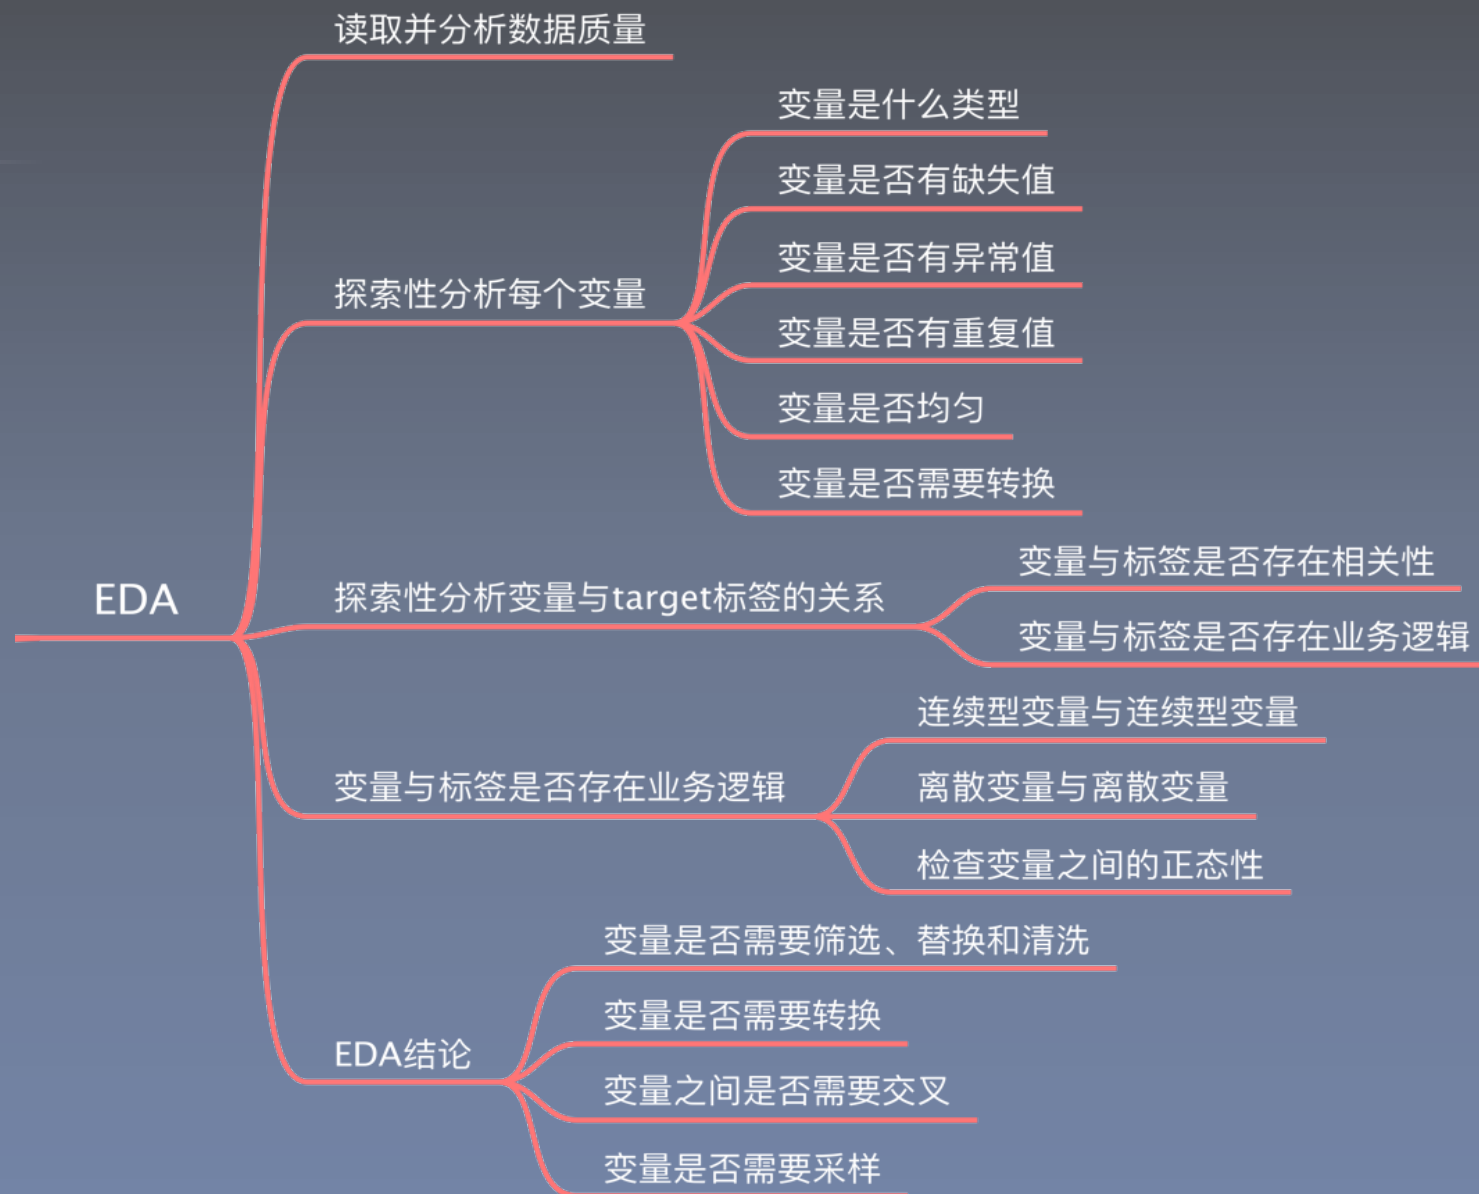 读取并分析数据质量
变量是什么类型
变量是否有缺失值
变量是否有异常值
探索性分析每个变量
变量是否有重复值
变量是否均匀
变量是否需要转换
变量与标签是否存在相关性
EDA
探索性分析变量与target标签的关系
变量与标签是否存在业务逻辑
连续型变量与连续型变量
变量与标签是否存在业务逻辑
离散变量与离散变量
检查变量之间的正态性
变量是否需要筛选、替换和清洗
变量是否需要转换
EDA结论
变量之间是否需要交叉
变量是否需要采样